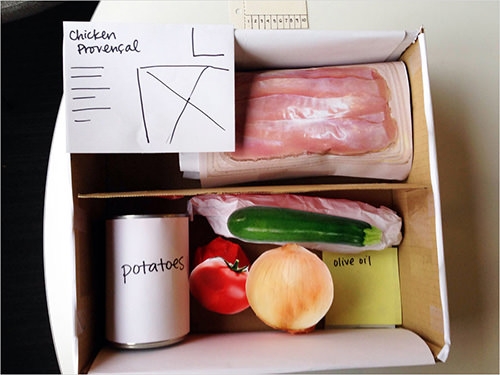 Chicken
Provençal
potatoes
olive oil